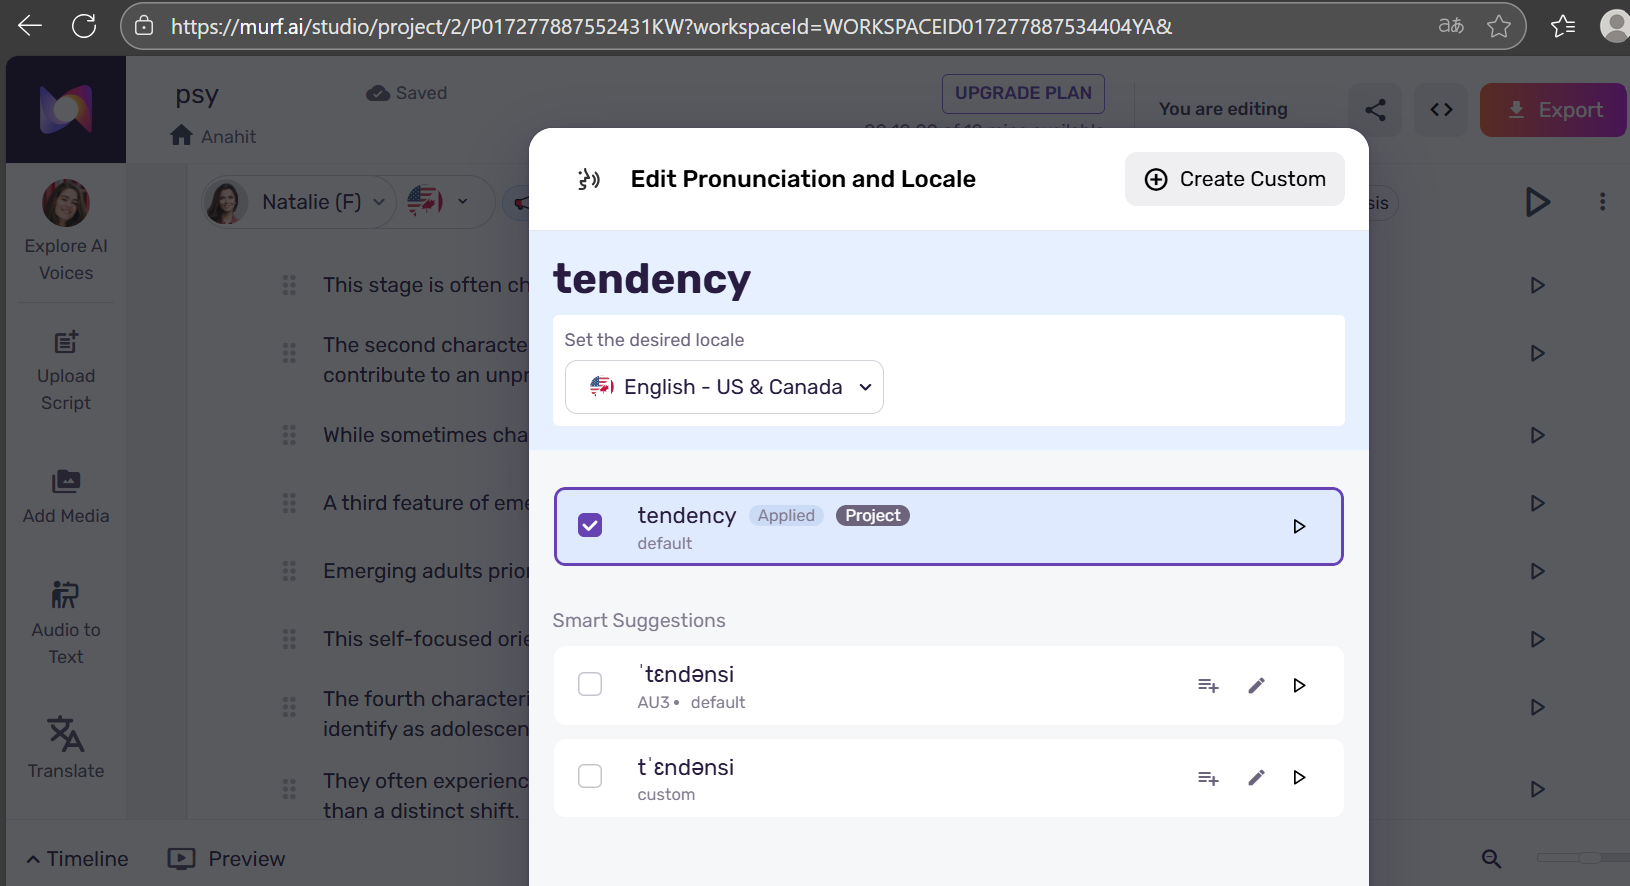 https://murf.ai/studio/project/2/P017277887552431KW?workspaceId=WORKSPACEID017277887534404YA&
psy
Saved
UPGRADE PLAN
You are editing
Export
Anahit
Natalie (F)
sis
Explore AI
Voices
Upload
Script
Add Media
Audio to
Text
Translate
This stage is often ch
The second characte
contribute to an unpr
While sometimes cha
A third feature of eme
Emerging adults prior
This self-focused orie
The fourth characteri
identify as adolescen
They often experienc
than a distinct shift.
Timeline
Preview
Edit Pronunciation and Locale
Create Custom
tendency
Set the desired locale
English - US & Canada
tendency Applied Project
default
Smart Suggestions
ˈtɛndənsi
AU3 • default
tˈɛndənsi
custom